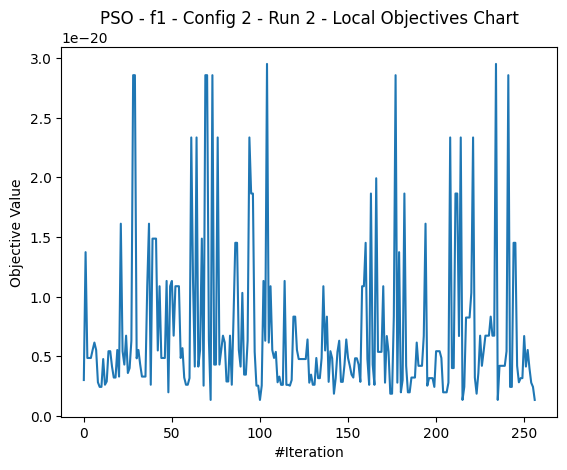 PSO - f1 - Config 2 - Run 2 - Local Objectives Chart
1e−20
3.0
2.5
2.0
1.5
1.0
0.5
0.0
Objective Value
0 50 100 150 200 250
#Iteration